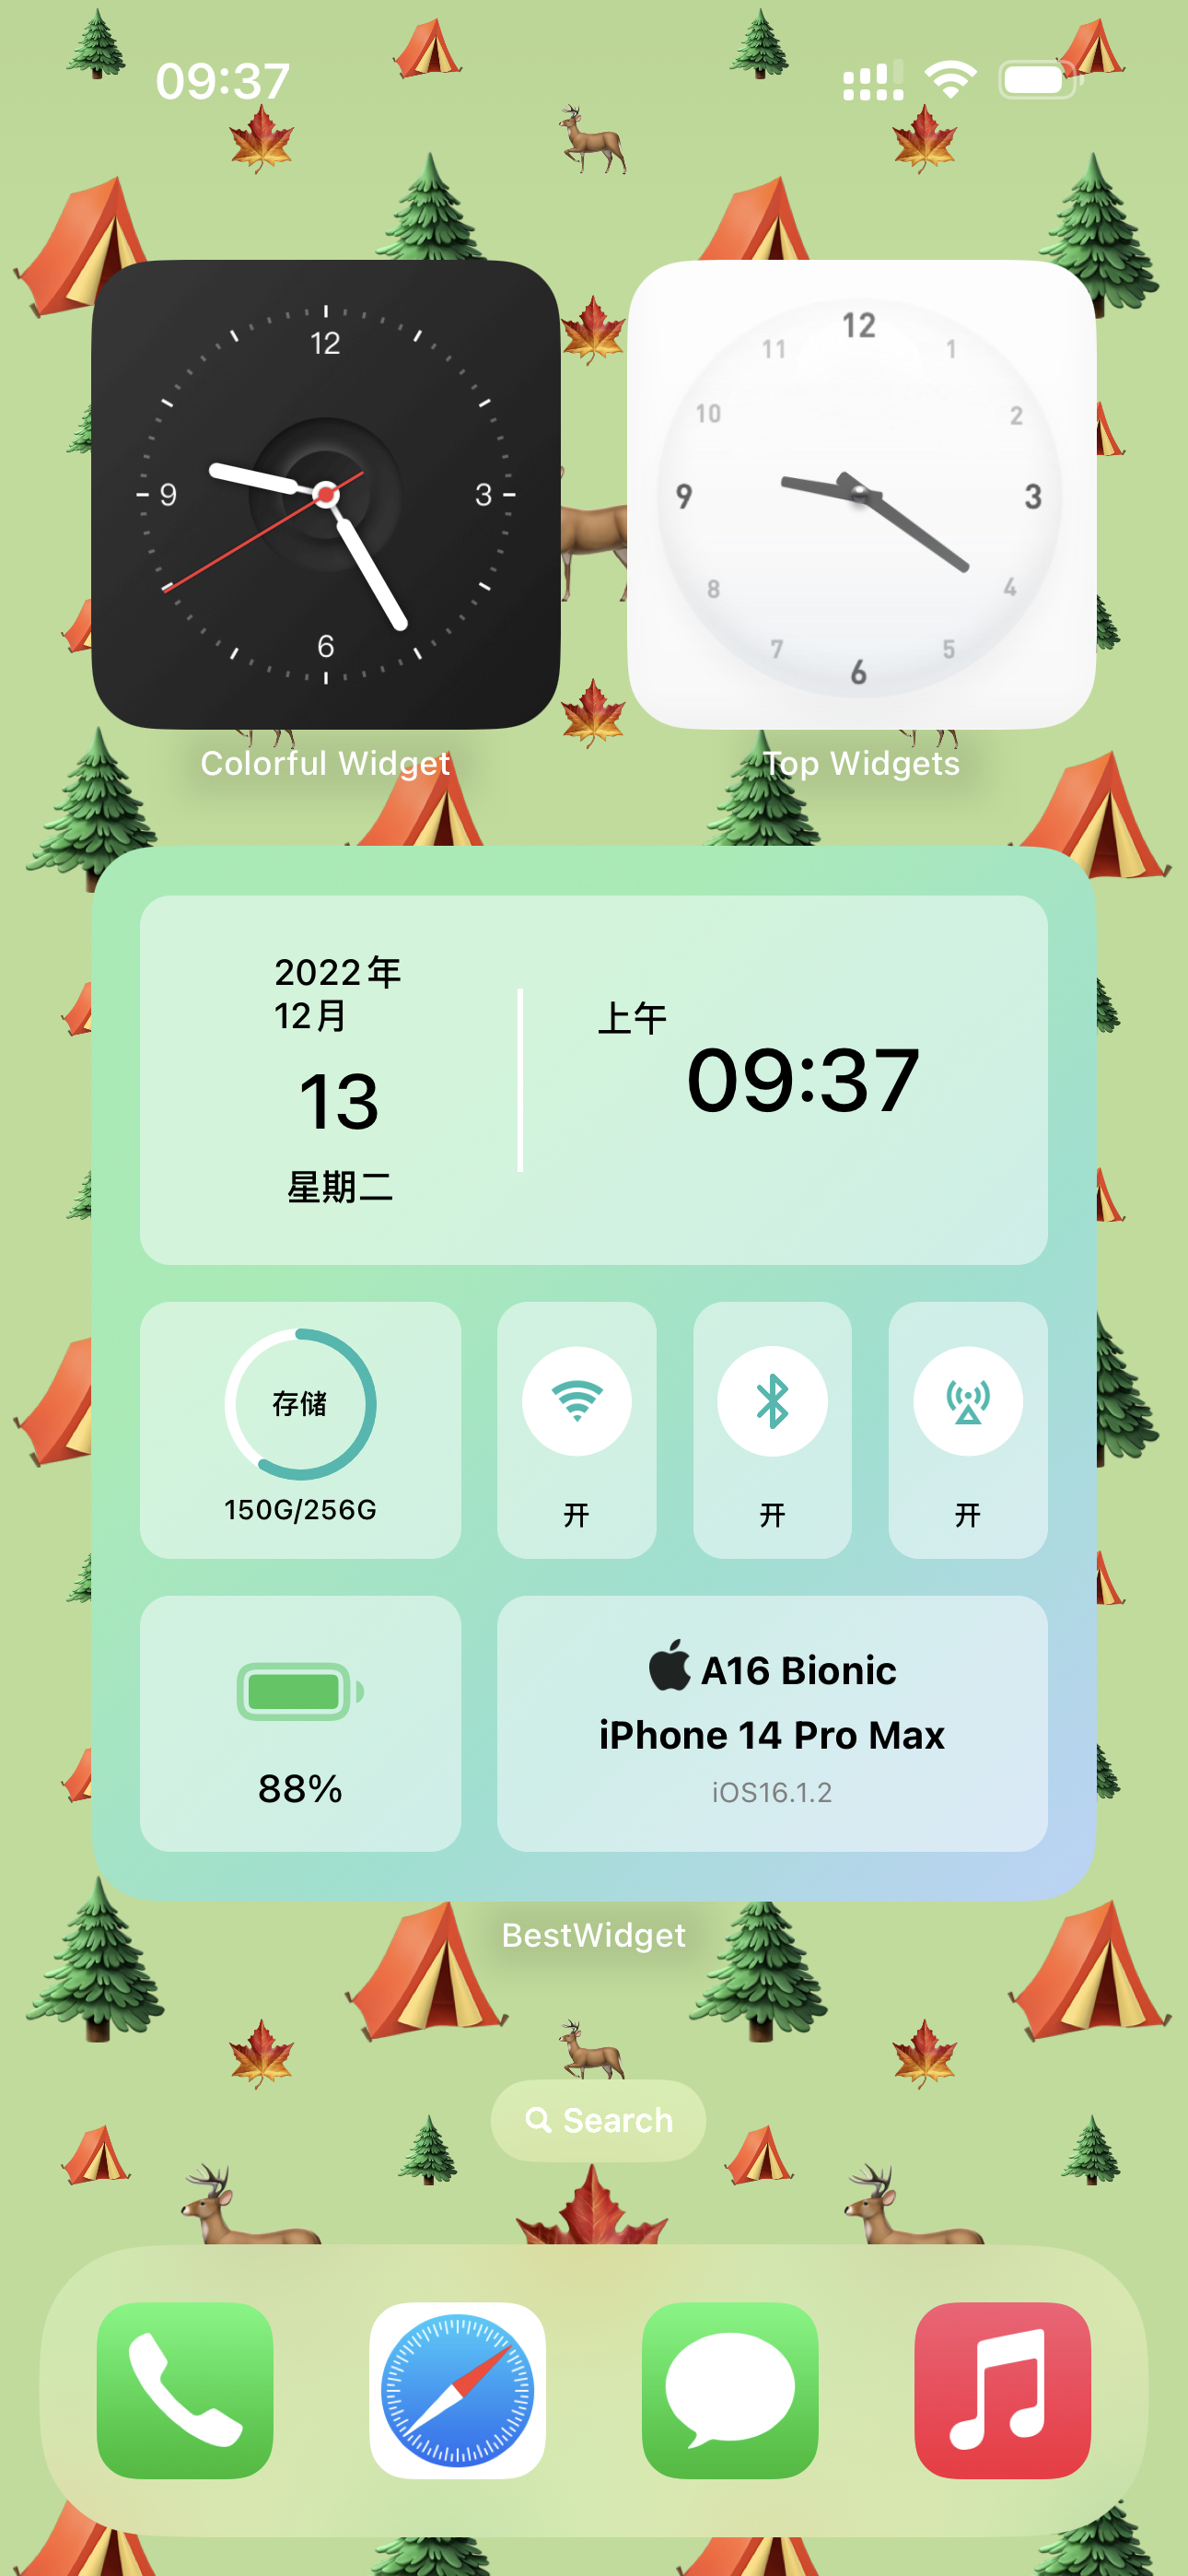 09:37
12
9
3
6
Colorful Widget
12
11
1
10
2
9
3
8
4
7
5
6
Top Widgets
2022年
12月
13
星期二
上午
09:37
存储
150G/256G
开
开
开
88%
A16 Bionic
iPhone 14 Pro Max
iOS16.1.2
BestWidget
Search